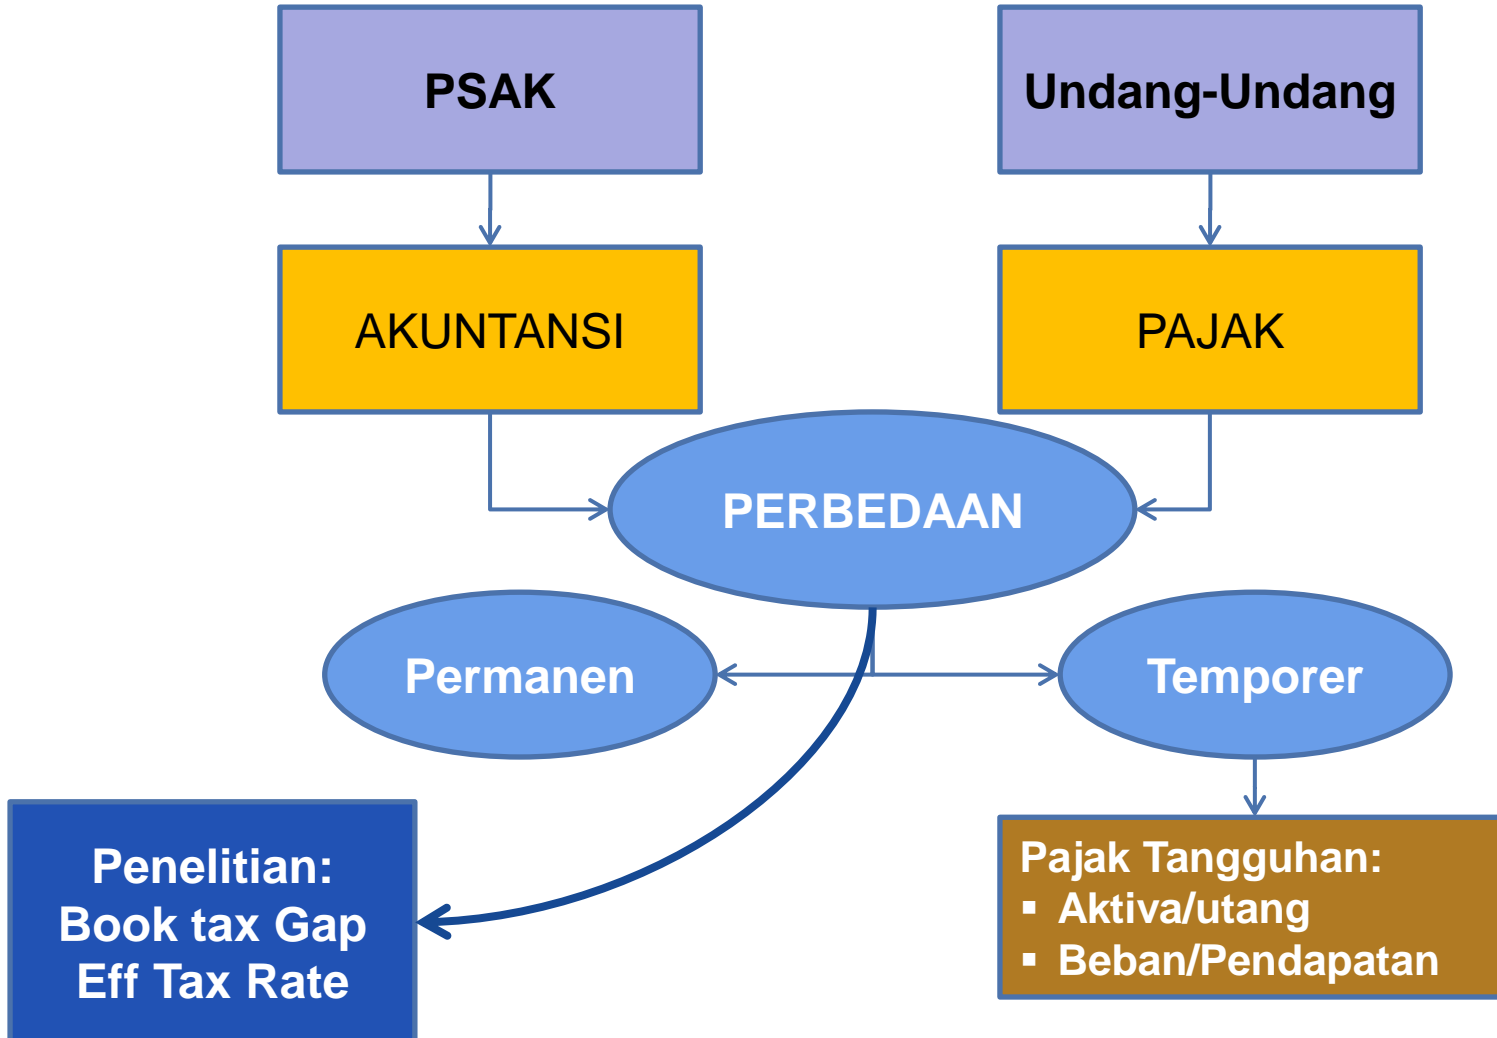 PSAK
Undang-Undang
AKUNTANSI
PAJAK
PERBEDAAN
Permanen
Temporer
Penelitian:
Book tax Gap
Eff Tax Rate
Pajak Tangguhan:
▪ Aktiva/utang
▪ Beban/Pendapatan